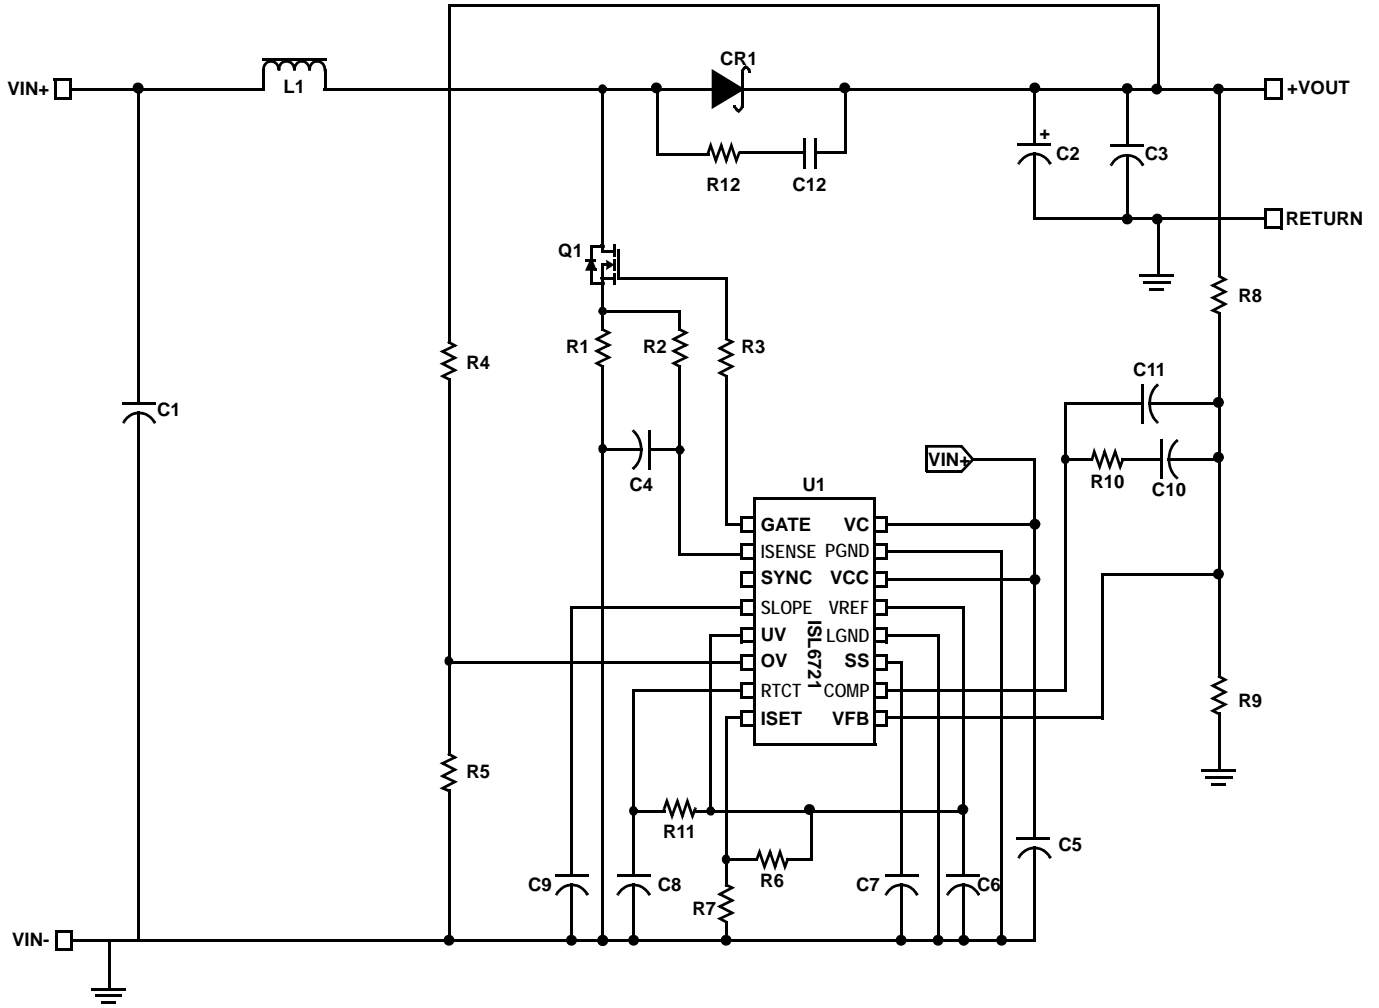 CR1
VIN+
L1
+VOUT
+
C2
C3
R12
C12
RETURN
Q1
R8
R1
R2
R3
R4
C11
C1
VIN+
C4
R10
C10
U1
GATE
VC
ISENSE
PGND
SYNC
VCC
SLOPE
VREF
UV
LGND
OV
SS
RTCT
COMP
ISET
VFB
ISL6721
R9
R5
R11
C5
R6
C9
C8
C7
C6
R7
VIN-